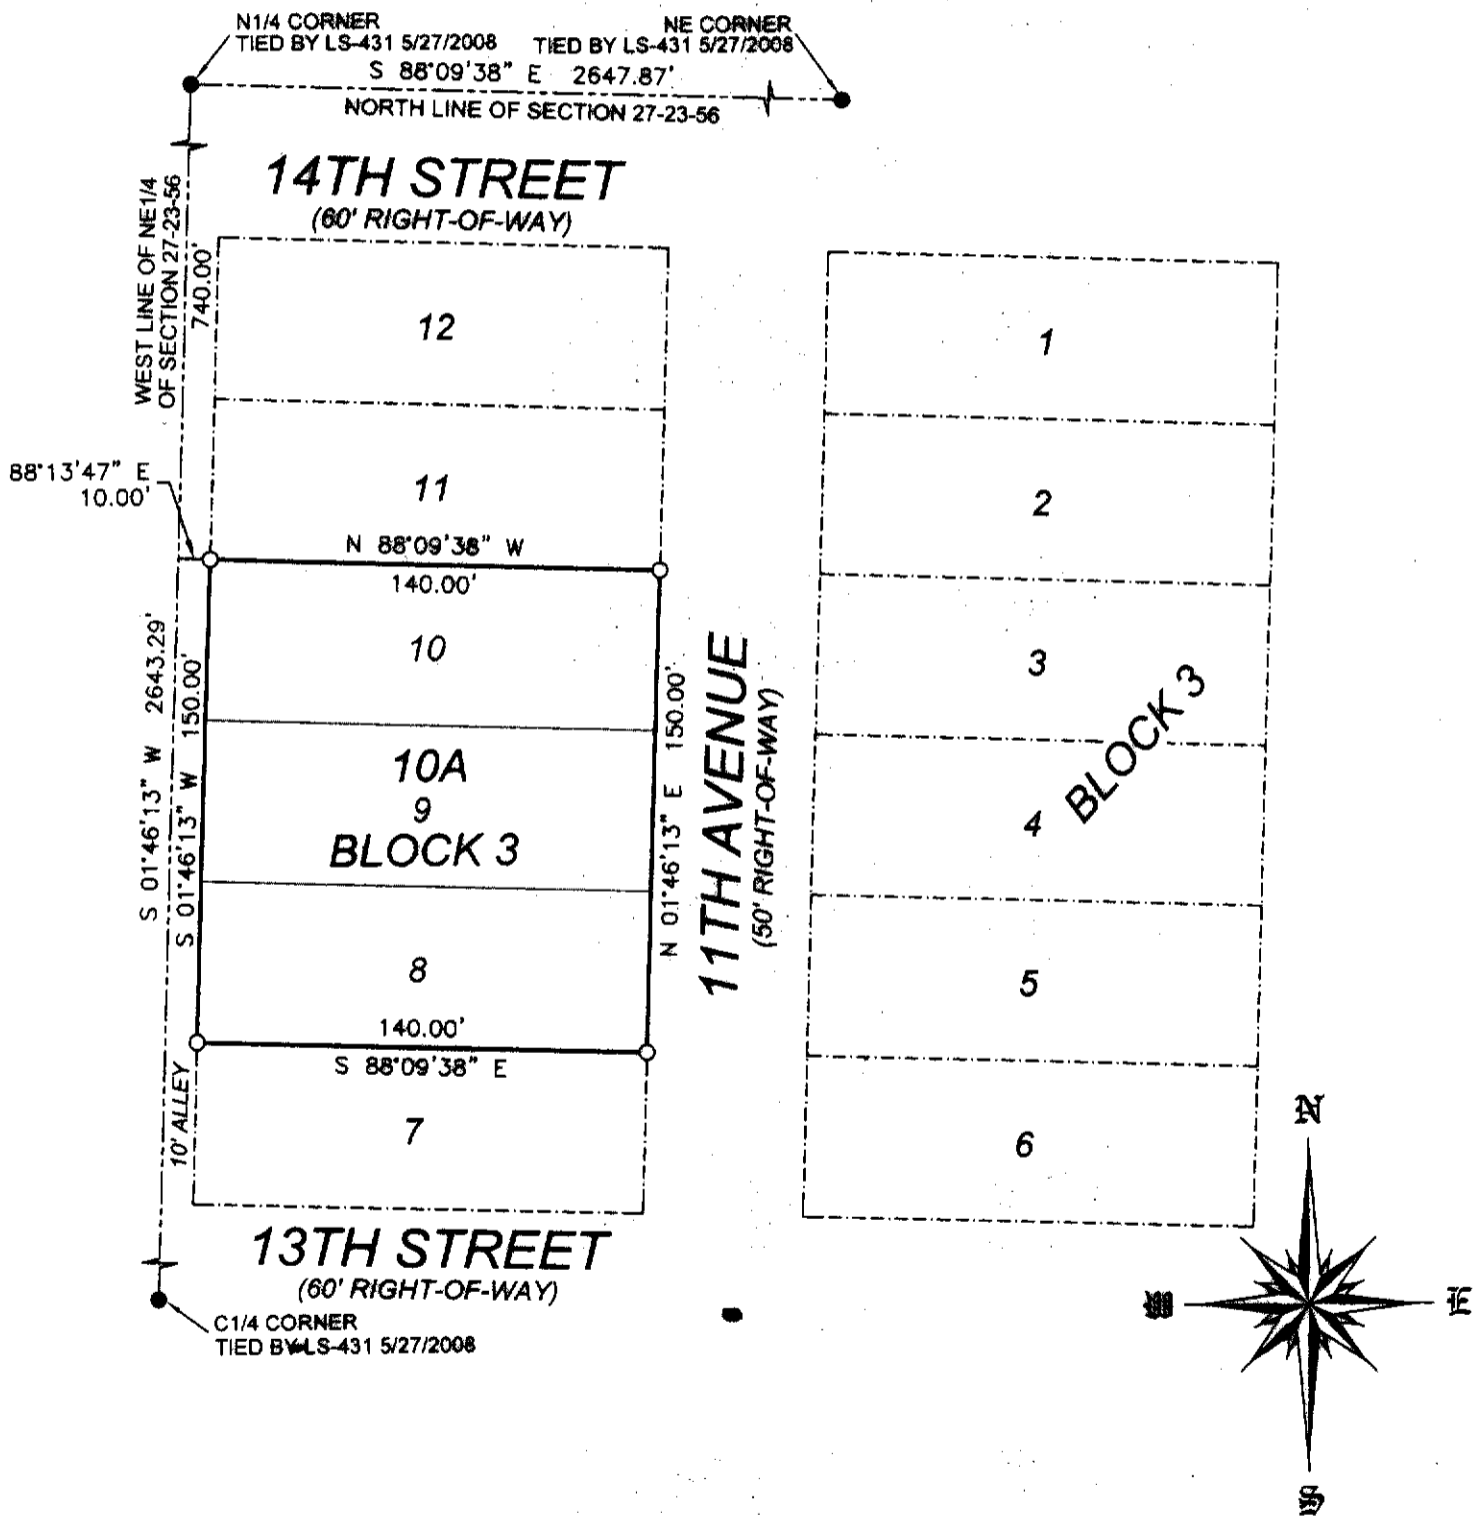 N1/4 CORNER
TIED BY LS-431 5/27/2008
NE CORNER
TIED BY LS-431 5/27/2008
S 88°09'38" E 2647.87'
NORTH LINE OF SECTION 27-23-56
14TH STREET
(60' RIGHT-OF-WAY)
WEST LINE OF NE1/4
OF SECTION 27-23-56
740.00'
12
1
11
2
88°13'47" E
10.00'
N 88°09'38" W
140.00'
10
3
S 01°46'13" W 2643.29'
S 01°46'13" W 150.00'
N 01°46'13" E 150.00'
11TH AVENUE
(50' RIGHT-OF-WAY)
BLOCK 3
10A
9
BLOCK 3
4
8
5
140.00'
S 88°09'38" E
10' ALLEY
7
6
13TH STREET
(60' RIGHT-OF-WAY)
C1/4 CORNER
TIED BY LS-431 5/27/2008
N
W
E
S